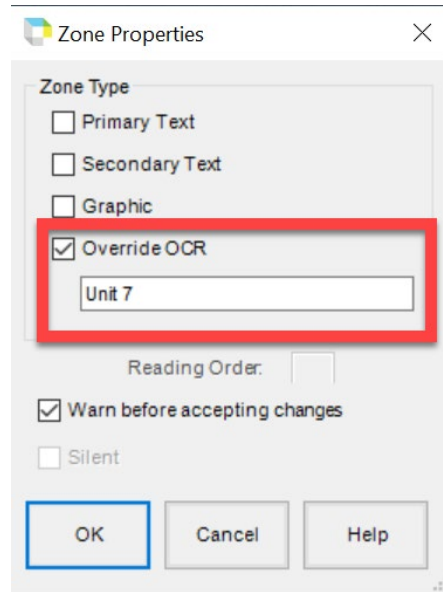 Zone Properties
Zone Type
Primary Text
Secondary Text
Graphic
Override OCR
Unit 7
Reading Order:
Warn before accepting changes
Silent
OK Cancel Help